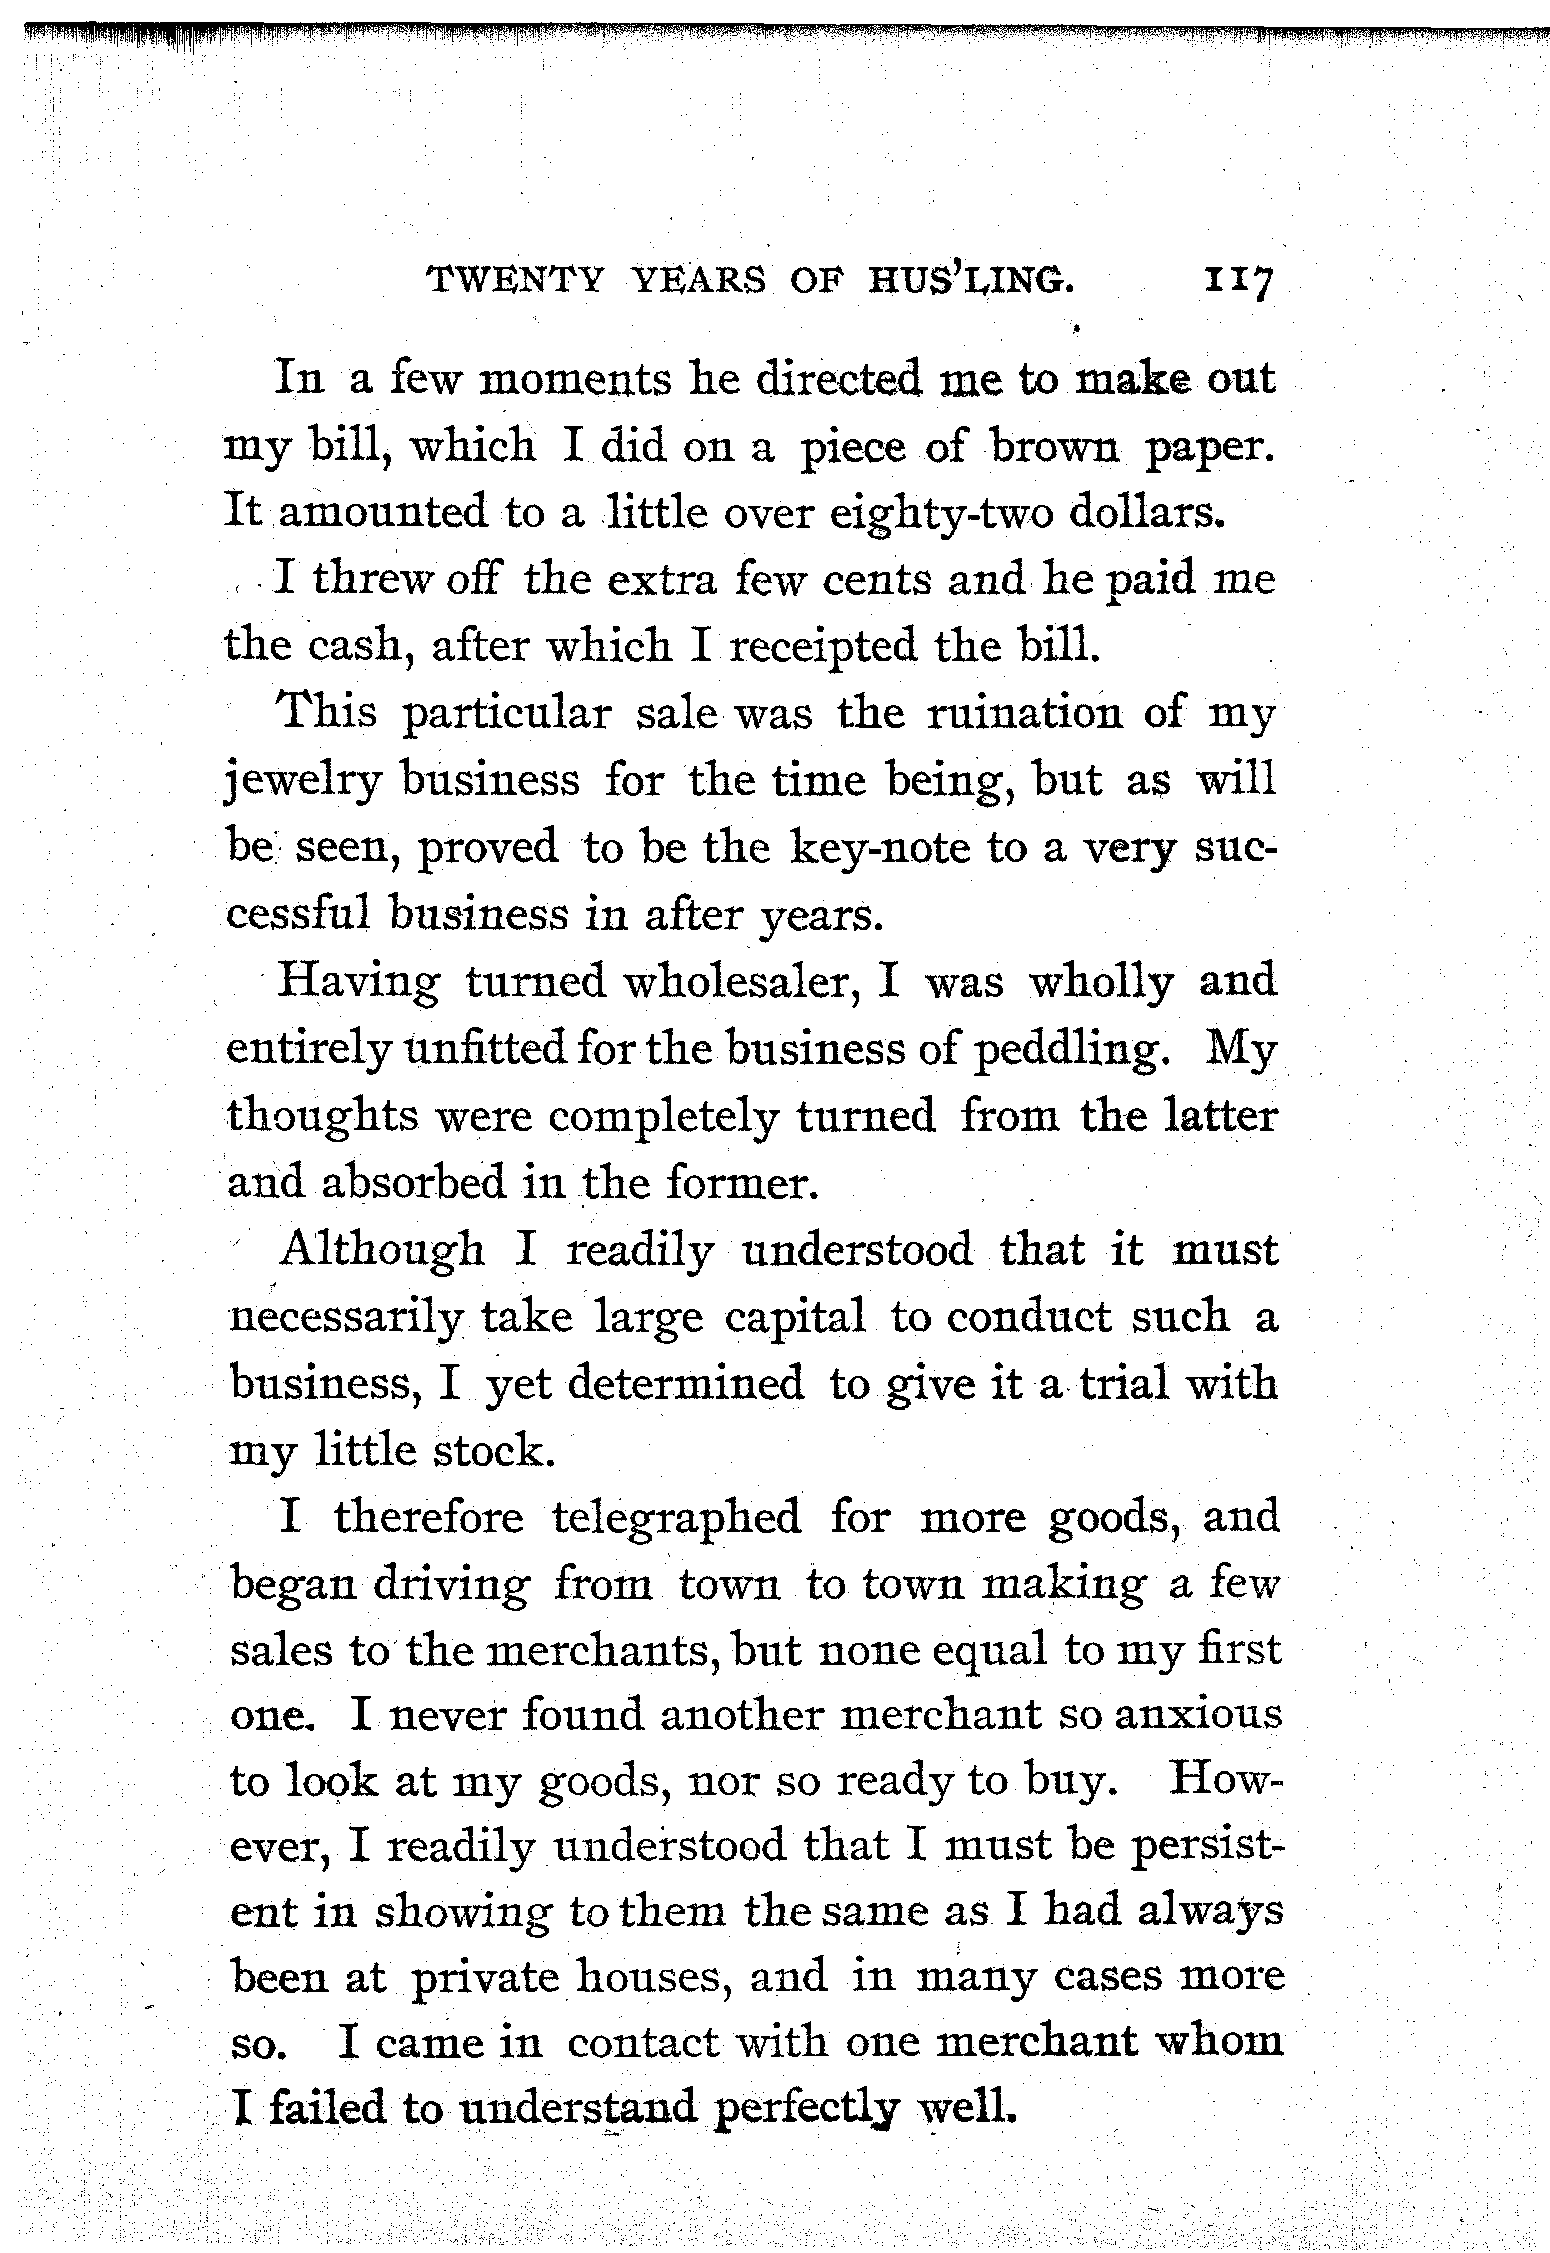 TWENTY YEARS OF HUS'LING. 117
In a few moments he directed me to make out
my bill, which I did on a piece of brown paper.
It amounted to a little over eighty-two dollars.
I threw off the extra few cents and he paid me
the cash, after which I receipted the bill.
This particular sale was the ruination of my
jewelry business for the time being, but as will
be seen, proved to be the key-note to a very suc-
cessful business in after years.
Having turned wholesaler, I was wholly and
entirely unfitted for the business of peddling. My
thoughts were completely turned from the latter
and absorbed in the former.
Although I readily understood that it must
necessarily take large capital to conduct such a
business, I yet determined to give it a trial with
my little stock.
I therefore telegraphed for more goods, and
began driving from town to town making a few
sales to the merchants, but none equal to my first
one. I never found another merchant so anxious
to look at my goods, nor so ready to buy. How-
ever, I readily understood that I must be persist-
ent in showing to them the same as I had always
been at private houses, and in many cases more
so. I came in contact with one merchant whom
I failed to understand perfectly well.